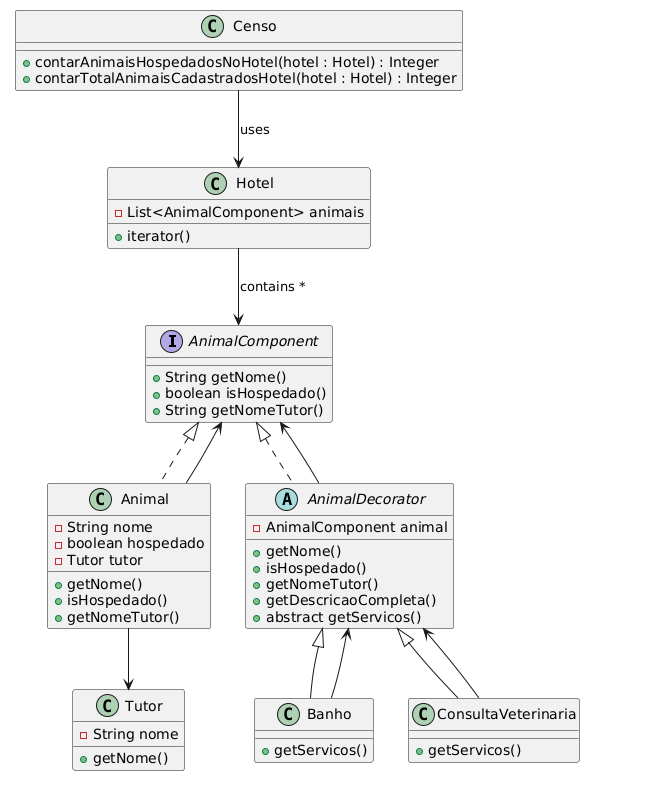 C Censo
contarAnimaisHospedadosNoHotel(hotel : Hotel) : Integer
contarTotalAnimaisCadastradosHotel(hotel : Hotel) : Integer
uses
C Hotel
List<AnimalComponent> animais
iterator()
contains *
I AnimalComponent
String getNome()
boolean isHospedado()
String getNomeTutor()
C Animal
String nome
boolean hospedado
Tutor tutor
getNome()
isHospedado()
getNomeTutor()
A AnimalDecorator
AnimalComponent animal
getNome()
isHospedado()
getNomeTutor()
getDescricaoCompleta()
abstract getServicos()
C Tutor
String nome
getNome()
C Banho
getServicos()
C ConsultaVeterinaria
getServicos()